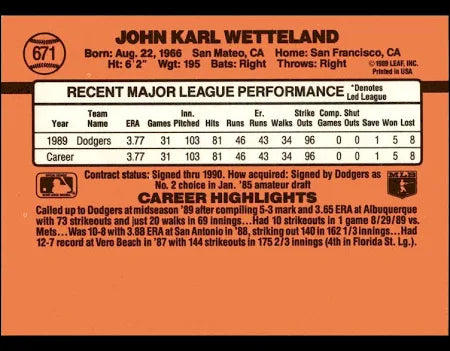 671
JOHN KARL WETTELAND
Born: Aug. 22, 1966 San Mateo, CA Home: San Francisco, CA
Ht: 6'2" Wgt: 195 Bats: Right Throws: Right
© 1989 LEAF, INC.
Printed in USA
RECENT MAJOR LEAGUE PERFORMANCE *Denotes Led League
Year Team Name ERA Games Inn. Pitched Hits Runs Er. Runs Walks Strike Outs Comp. Games Shut Outs Save Won Lost
1989 Dodgers 3.77 31 103 81 46 43 34 96 0 0 1 5 8
Career 3.77 31 103 81 46 43 34 96 0 0 1 5 8
Contract status: Signed thru 1990. How acquired: Signed by Dodgers as
No. 2 choice in Jan. '85 amateur draft
MLB
CAREER HIGHLIGHTS
Called up to Dodgers at midseason '89 after compiling 5-3 mark and 3.65 ERA at Albuquerque
with 73 strikeouts and just 20 walks in 69 innings...Had 10 strikeouts in 1 game 8/29/89 vs.
Mets...Was 10-8 with 3.88 ERA at San Antonio in '88, striking out 140 in 162 1/3 innings...Had
12-7 record at Vero Beach in '87 with 144 strikeouts in 175 2/3 innings (4th in Florida St. Lg.).